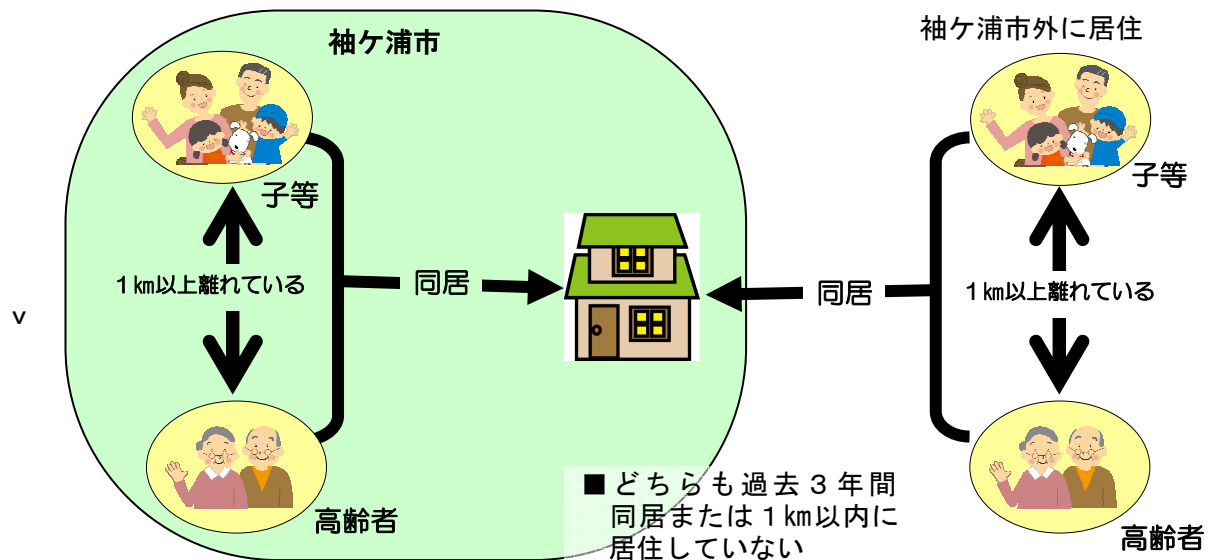 袖ケ浦市
袖ケ浦市外に居住
子等
子等
1㎞以上離れている
同居
同居
1㎞以上離れている
v
高齢者
高齢者
■どちらも過去3年間
同居または1㎞以内に
居住していない